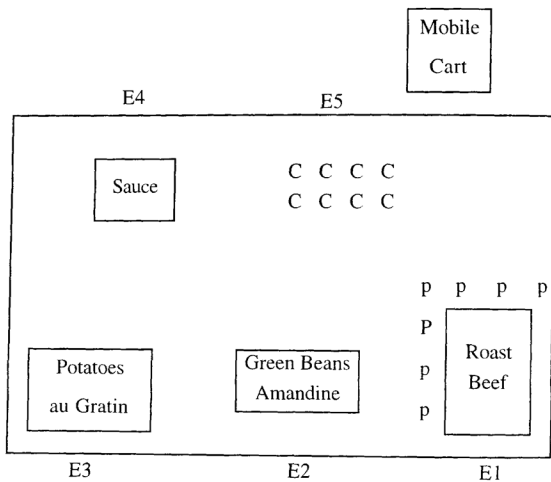 Mobile
Cart
E4 E5
Sauce
C C C C
C C C C
p p p p
P
p
p
Roast
Beef
Green Beans
Amandine
Potatoes
au Gratin
E3 E2 E1